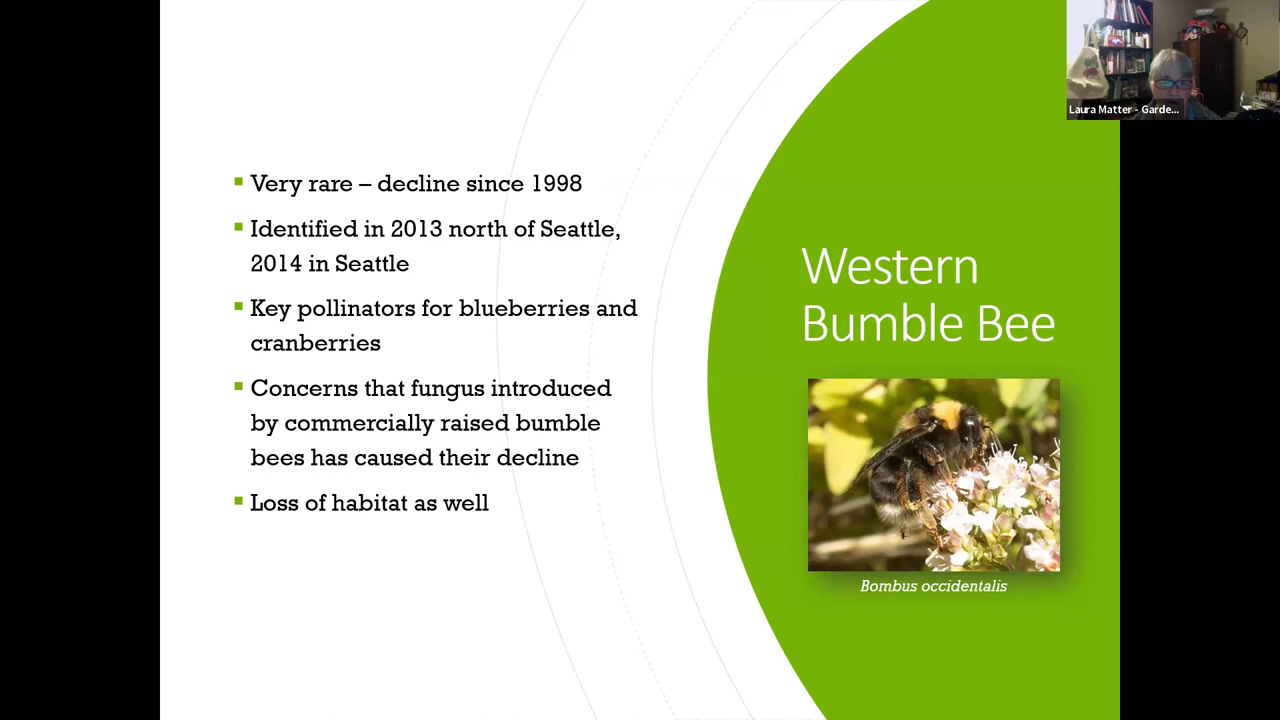 Very rare – decline since 1998
Identified in 2013 north of Seattle,
2014 in Seattle
Key pollinators for blueberries and
cranberries
Concerns that fungus introduced
by commercially raised bumble
bees has caused their decline
Loss of habitat as well
Western
Bumble Bee
Bombus occidentalis
Laura Matter - Garde...